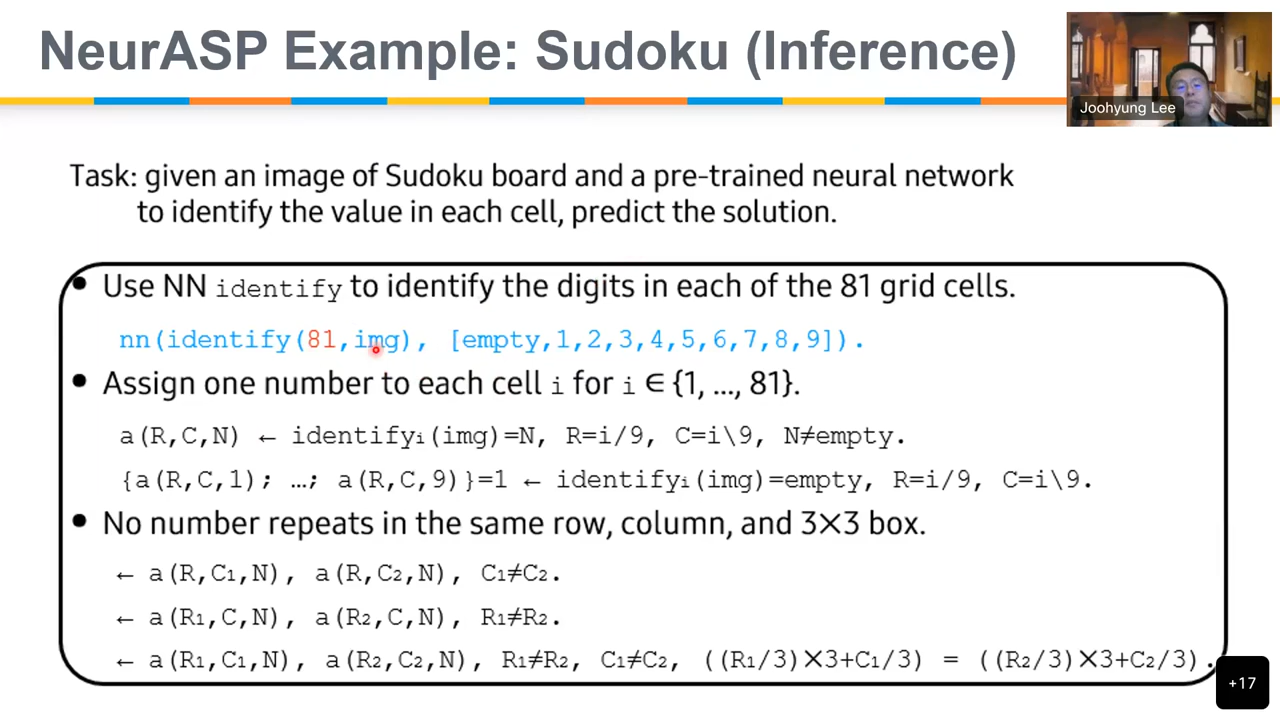 NeurASP Example: Sudoku (Inference)
Joohyung Lee
Task: given an image of Sudoku board and a pre-trained neural network
to identify the value in each cell, predict the solution.
• Use NN identify to identify the digits in each of the 81 grid cells.
nn(identify(81,img), [empty,1,2,3,4,5,6,7,8,9]).
• Assign one number to each cell i for i ∈ {1, …, 81}.
a(R,C,N) ← identifyᵢ(img)=N, R=i/9, C=i\9, N≠empty.
{a(R,C,1); …; a(R,C,9)}=1 ← identifyᵢ(img)=empty, R=i/9, C=i\9.
• No number repeats in the same row, column, and 3×3 box.
← a(R,C₁,N), a(R,C₂,N), C₁≠C₂.
← a(R₁,C,N), a(R₂,C,N), R₁≠R₂.
← a(R₁,C₁,N), a(R₂,C₂,N), R₁≠R₂, C₁≠C₂, ((R₁/3)×3+C₁/3) = ((R₂/3)×3+C₂/3).
+17